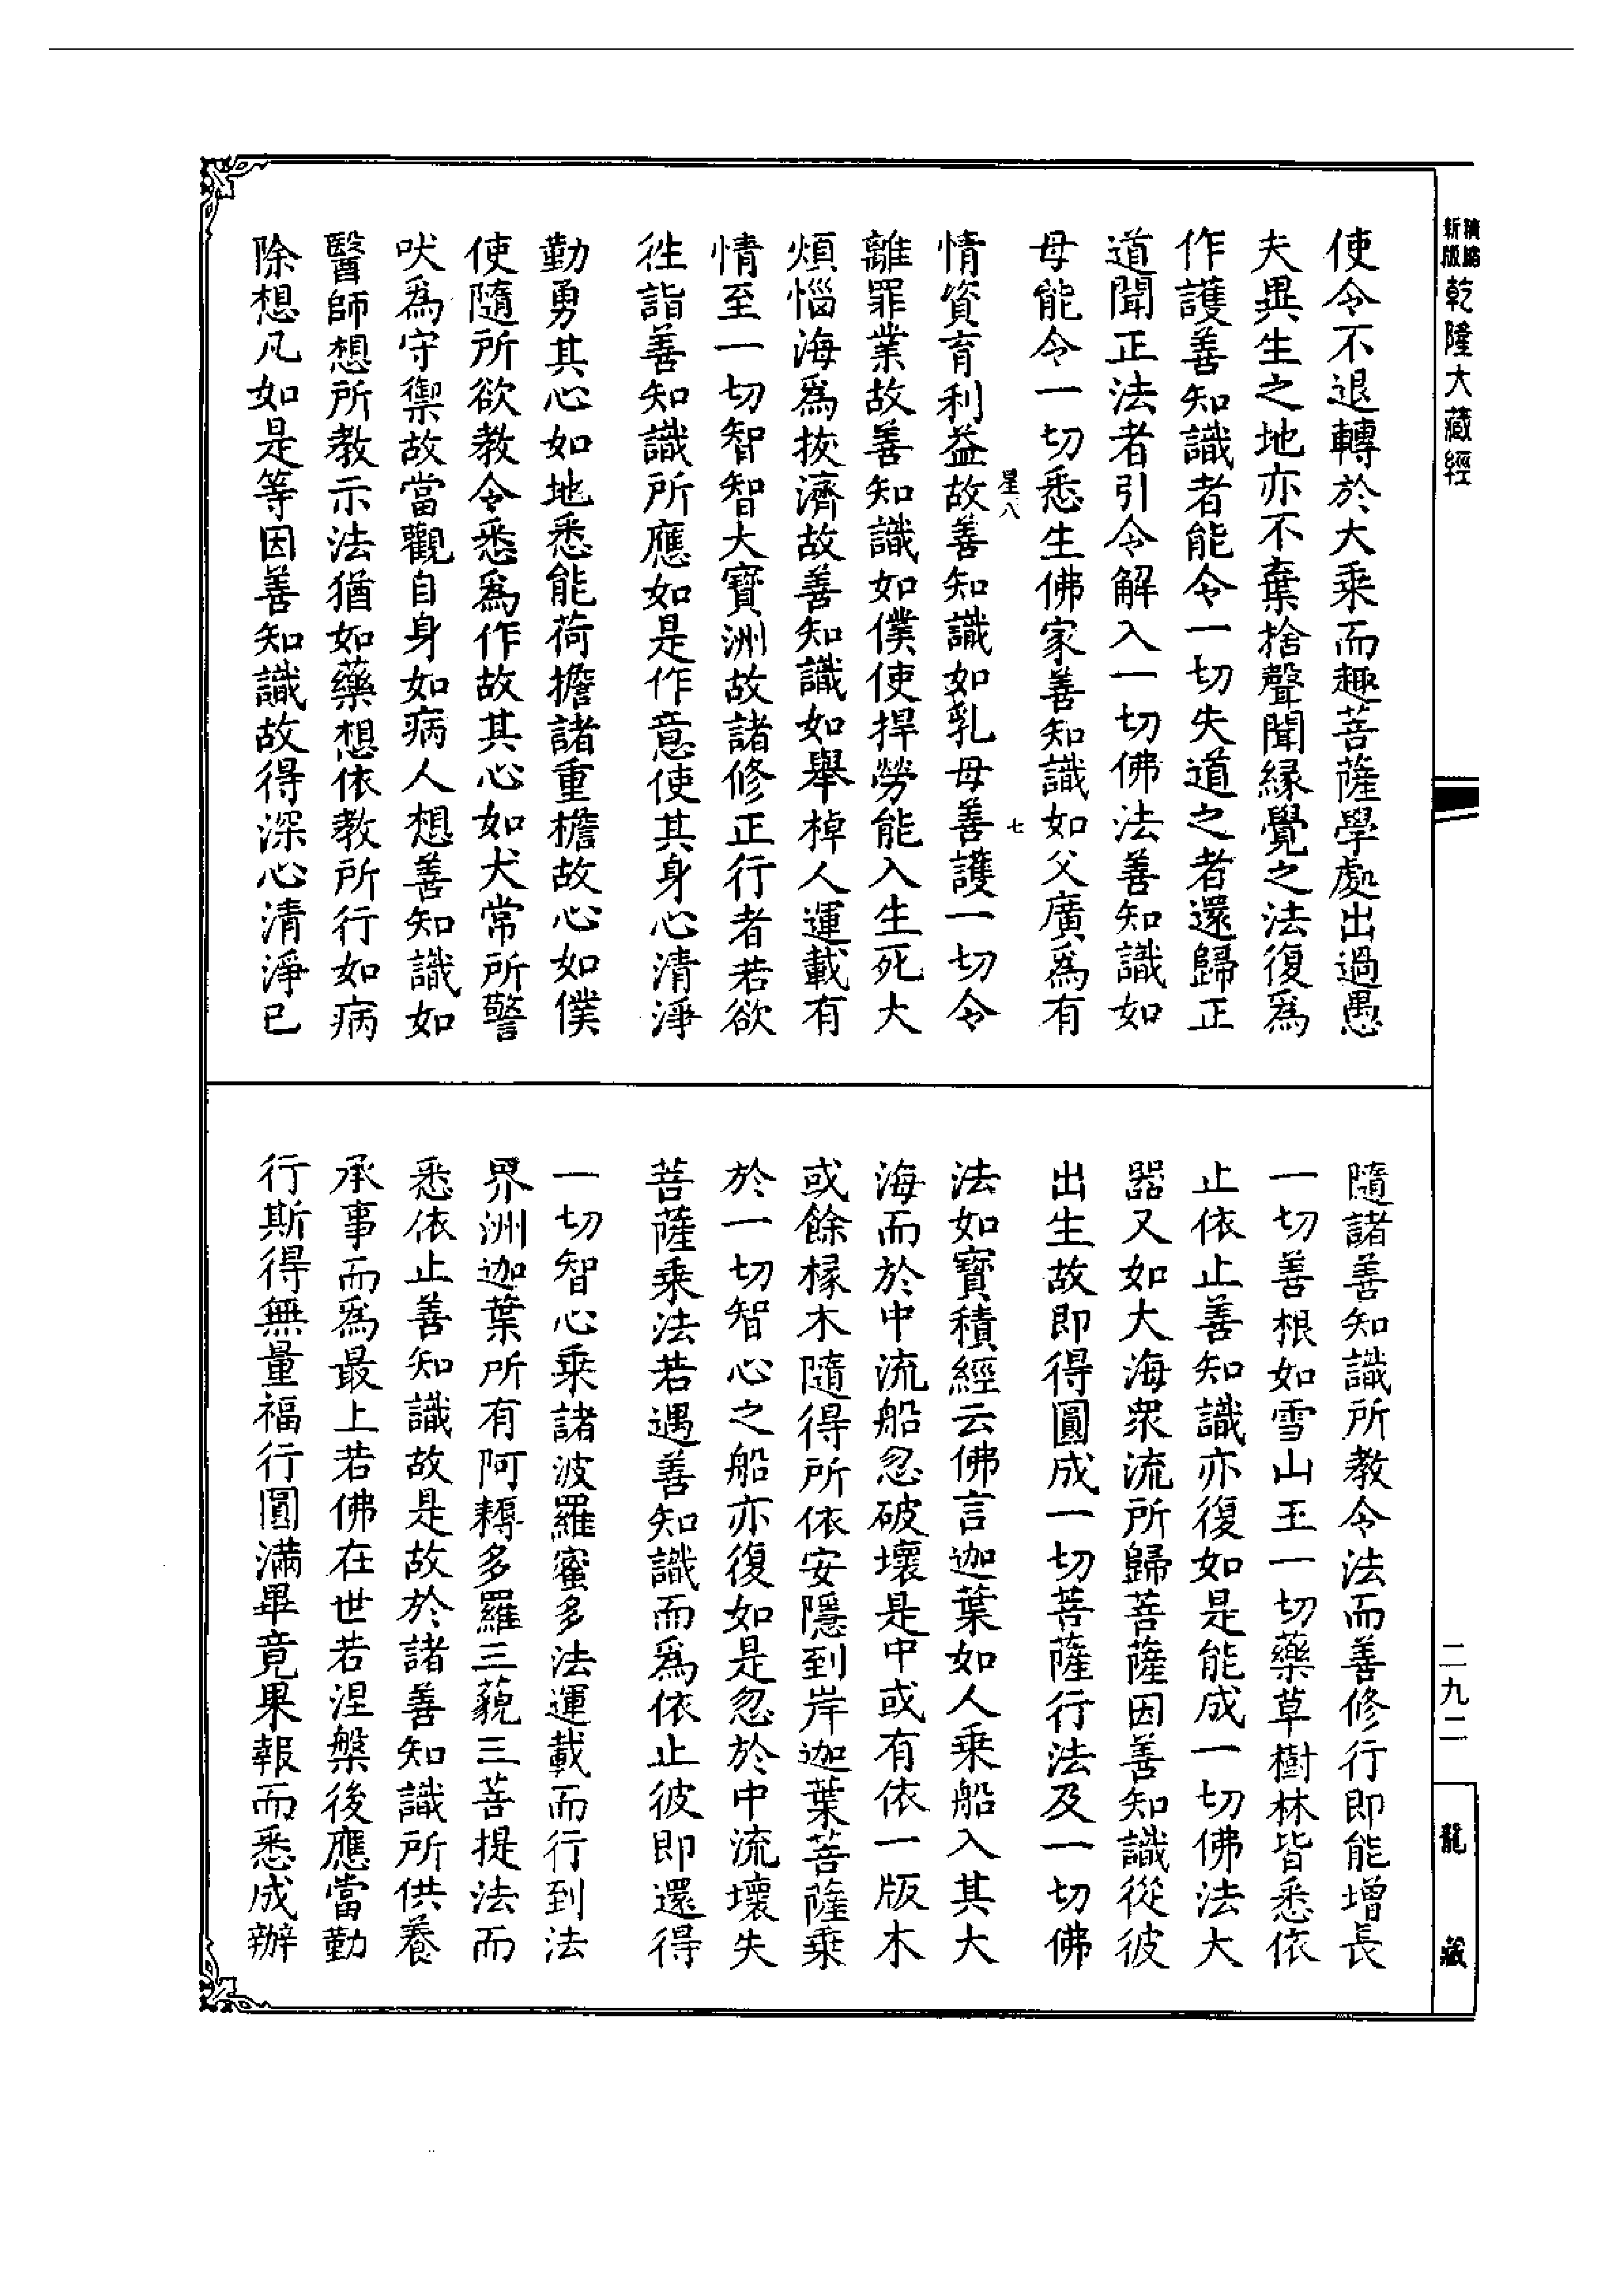 新版
乾隆大藏經
使令不退轉於大乘而趣菩薩學處出過愚
夫異生之地亦不棄捨聲聞緣覺之法復爲
作護善知識者能令一切失道之者還歸正
道聞正法者引令解入一切佛法善知識如
母能令一切悉生佛家善知識如父廣爲有
星八
七
情資育利益故善知識如乳母善護一切令
離罪業故善知識如僕使捍勞能入生死大
煩惱海爲拔濟故善知識如舉棹人運載有
情至一切智智大寶洲故諸修正行者若欲
徃詣善知識所應如是作意使其身心清淨
勤勇其心如地悉能荷擔諸重擔故心如僕
使隨所欲教令悉爲作故其心如犬常所警
吠爲守禦故當觀自身如病人想善知識如
醫師想所教示法猶如藥想依教所行如病
除想凡如是等因善知識故得深心清淨已
隨諸善知識所教令法而善修行即能增長
一切善根如雪山王一切藥草樹林皆悉依
止依止善知識亦復如是能成一切佛法大
器又如大海衆流所歸菩薩因善知識從彼
出生故即得圓成一切菩薩行法及一切佛
法如寶積經云佛言迦葉如人乘船入其大
海而於中流船忽破壞是中或有依一版木
或餘椽木隨得所依安隱到岸迦葉菩薩乘
於一切智心之船亦復如是忽於中流壞失
菩薩乘法若遇善知識而爲依止彼即還得
一切智心乘諸波羅蜜多法運載而行到法
界洲迦葉所有阿耨多羅三藐三菩提法而
悉依止善知識故是故於諸善知識所供養
承事而爲最上若佛在世若涅槃後應當勤
行斯得無量福行圓滿畢竟果報而悉成辦
二九二
龍藏